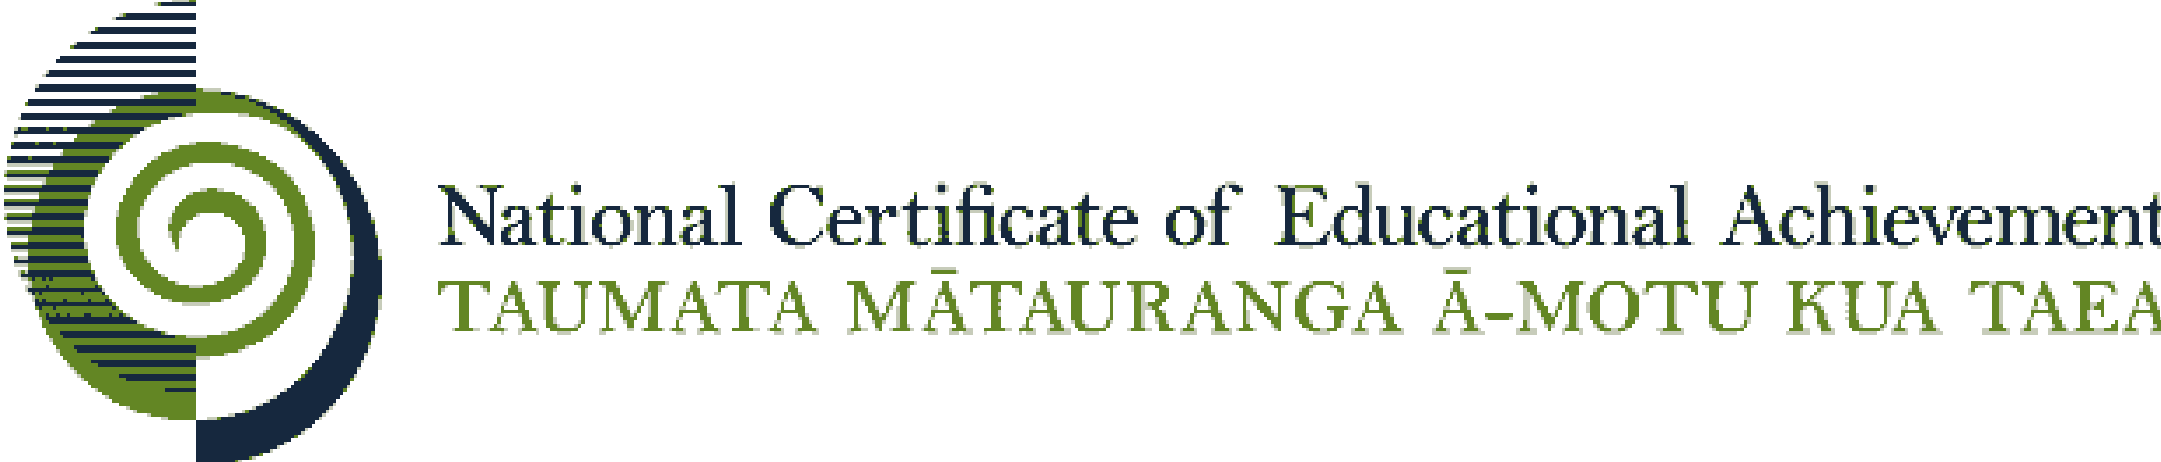 National Certificate of Educational Achievement
TAUMATA MĀTAURANGA Ā-MOTU KUA TAEA